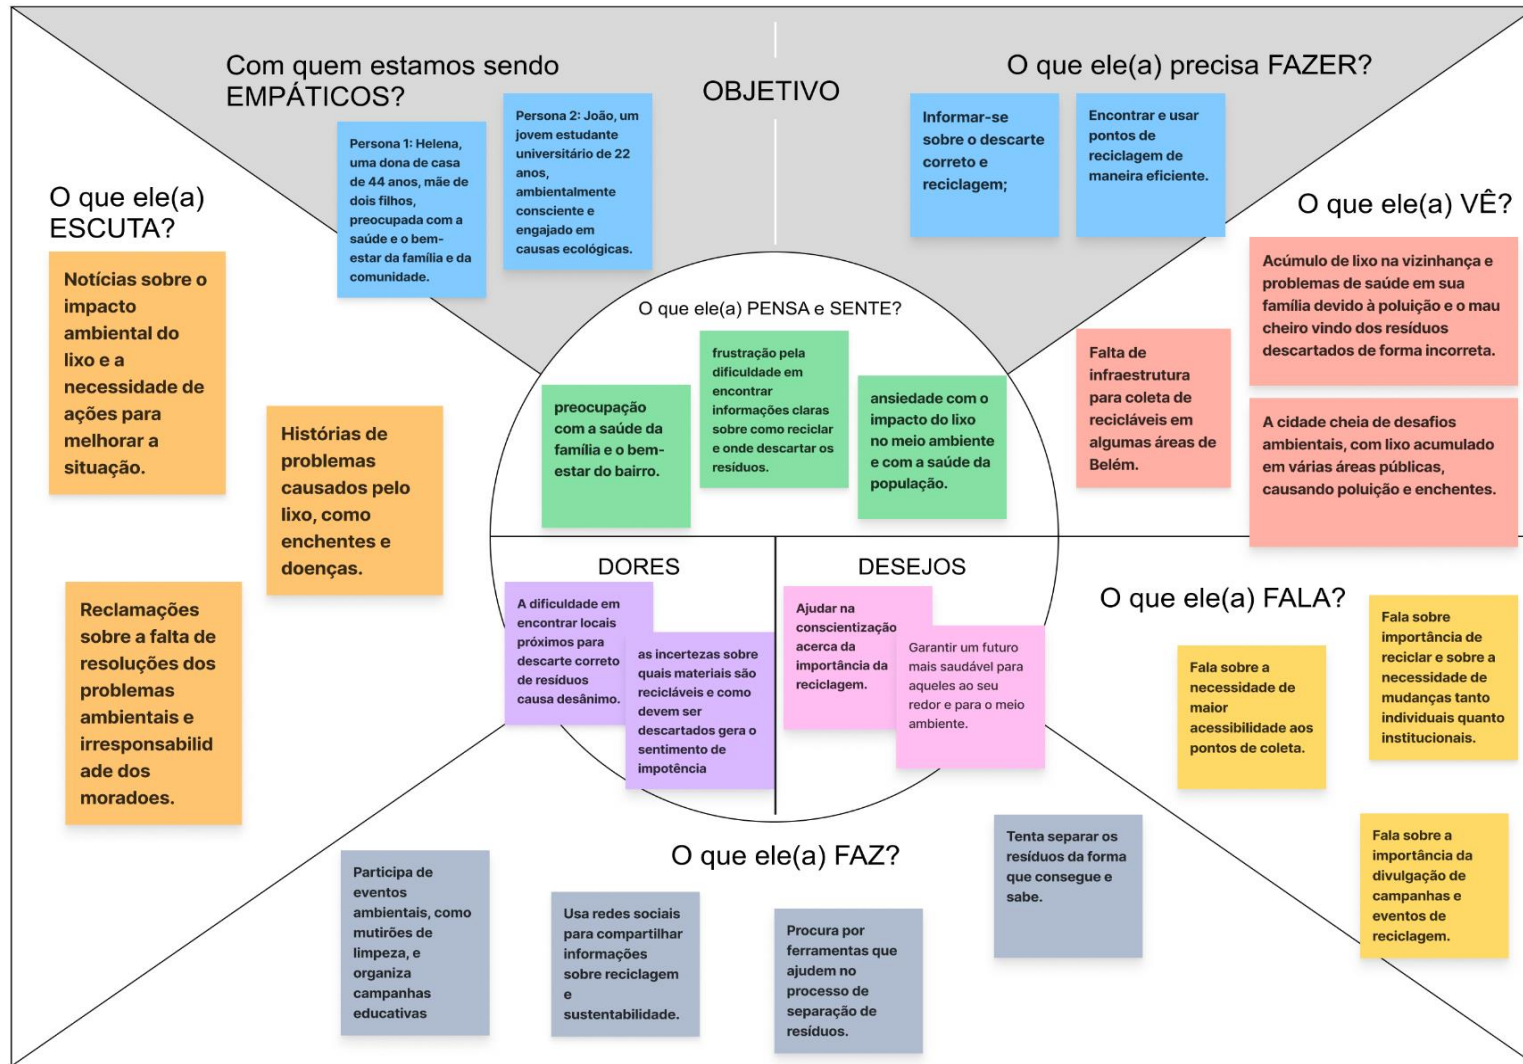 Com quem estamos sendo
EMPÁTICOS?
Persona 1: Helena,
uma dona de casa
de 44 anos, mãe de
dois filhos,
preocupada com a
saúde e o bem-
estar da família e da
comunidade.
Persona 2: João, um
jovem estudante
universitário de 22
anos,
ambientalmente
consciente e
engajado em
causas ecológicas.
OBJETIVO
O que ele(a) precisa FAZER?
Informar-se
sobre o descarte
correto e
reciclagem;
Encontrar e usar
pontos de
reciclagem de
maneira eficiente.
O que ele(a)
ESCUTA?
Notícias sobre o
impacto
ambiental do
lixo e a
necessidade de
ações para
melhorar a
situação.
Histórias de
problemas
causados pelo
lixo, como
enchentes e
doenças.
Reclamações
sobre a falta de
resoluções dos
problemas
ambientais e
irresponsabilid
ade dos
moradoes.
O que ele(a) PENSA e SENTE?
preocupação
com a saúde da
família e o bem-
estar do bairro.
frustração pela
dificuldade em
encontrar
informações claras
sobre como reciclar
e onde descartar os
resíduos.
ansiedade com o
impacto do lixo
no meio ambiente
e com a saúde da
população.
O que ele(a) VÊ?
Falta de
infraestrutura
para coleta de
recicláveis em
algumas áreas de
Belém.
Acúmulo de lixo na vizinhança e
problemas de saúde em sua
família devido à poluição e o mau
cheiro vindo dos resíduos
descartados de forma incorreta.
A cidade cheia de desafios
ambientais, com lixo acumulado
em várias áreas públicas,
causando poluição e enchentes.
DORES
A dificuldade em
encontrar locais
próximos para
descarte correto
de resíduos
causa desânimo.
as incertezas sobre
quais materiais são
recicláveis e como
devem ser
descartados gera o
sentimento de
impotência
DESEJOS
Ajudar na
conscientização
acerca da
importância da
reciclagem.
Garantir um futuro
mais saudável para
aqueles ao seu
redor e para o meio
ambiente.
O que ele(a) FALA?
Fala sobre a
necessidade de
maior
acessibilidade aos
pontos de coleta.
Fala sobre
importância de
reciclar e sobre a
necessidade de
mudanças tanto
individuais quanto
institucionais.
Fala sobre a
importância da
divulgação de
campanhas e
eventos de
reciclagem.
O que ele(a) FAZ?
Participa de
eventos
ambientais, como
mutirões de
limpeza, e
organiza
campanhas
educativas
Usa redes sociais
para compartilhar
informações
sobre reciclagem
e
sustentabilidade.
Procura por
ferramentas que
ajudem no
processo de
separação de
resíduos.
Tenta separar os
resíduos da forma
que consegue e
sabe.